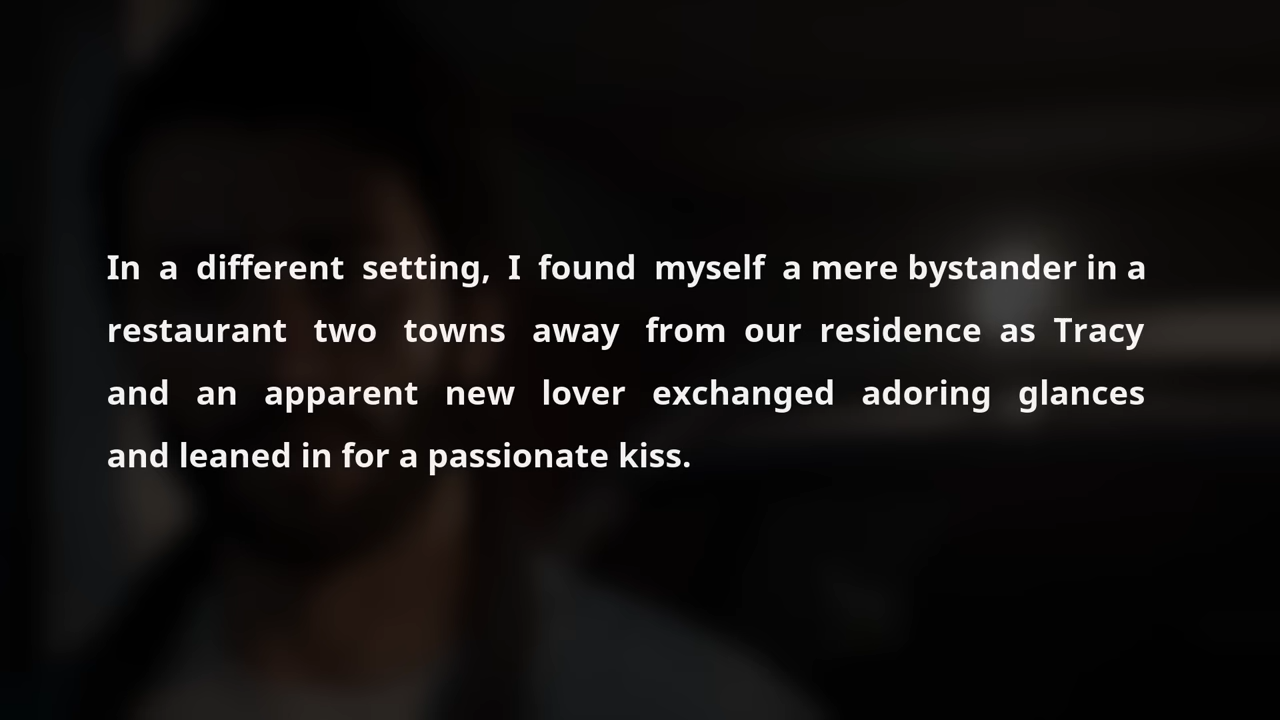 In a different setting, I found myself a mere bystander in a
restaurant two towns away from our residence as Tracy
and an apparent new lover exchanged adoring glances
and leaned in for a passionate kiss.